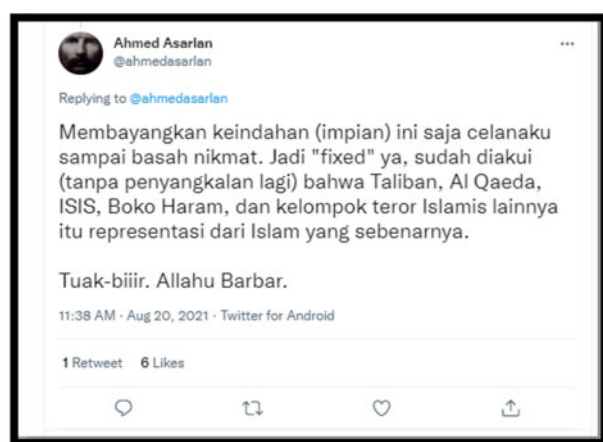 Ahmed Asarlan
@ahmedasarlan
Replying to @ahmedasarlan
Membayangkan keindahan (impian) ini saja celanaku
sampai basah nikmat. Jadi "fixed" ya, sudah diakui
(tanpa penyangkalan lagi) bahwa Taliban, Al Qaeda,
ISIS, Boko Haram, dan kelompok teror Islamis lainnya
itu representasi dari Islam yang sebenarnya.
Tuak-biiir. Allahu Barbar.
11:38 AM · Aug 20, 2021 · Twitter for Android
1 Retweet 6 Likes